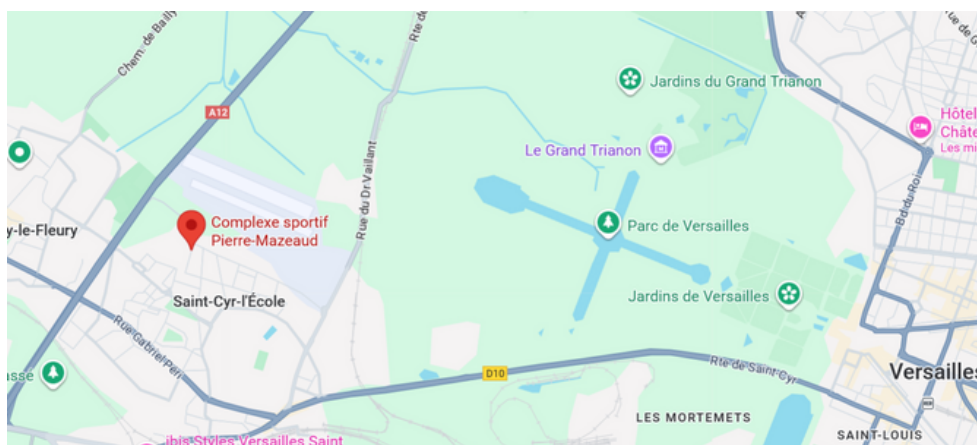 Chem. de Bailly
Rte de
A12
Jardins du Grand Trianon
Rue de
Hôtel
Châte
Les mi
Le Grand Trianon
Rue du Dr Vaillant
Bd du Roi
Complexe sportif
Pierre-Mazeaud
y-le-Fleury
Parc de Versailles
Saint-Cyr-l'École
Jardins de Versailles
Rue Gabriel Péri
asse
D10
Rte de Saint-Cyr
Versailles
LES MORTEMETS
SAINT-LOUIS
ibis Styles Versailles Saint